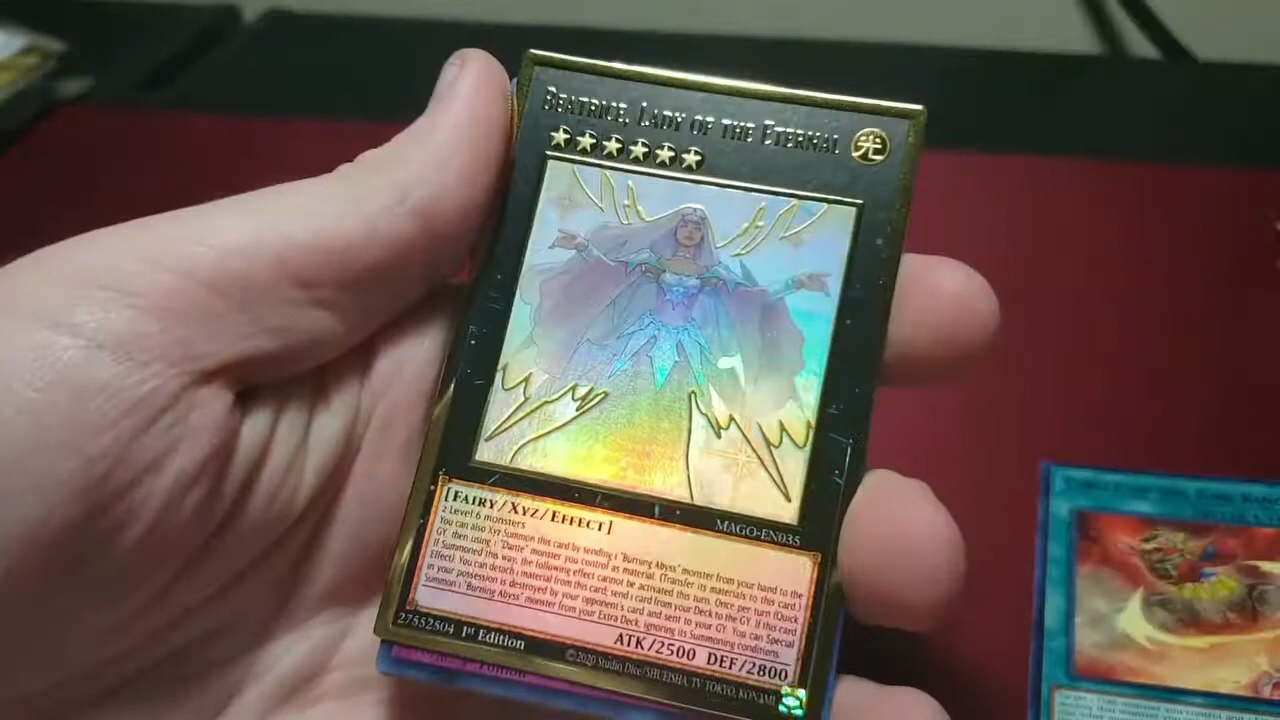 BEATRICE, LADY OF THE ETERNAL
光
MAGO-EN035
[FAIRY/XYZ/EFFECT]
2 Level 6 monsters
You can also Xyz Summon this card by sending 1 "Burning Abyss" monster from your hand to the
GY, then using 1 "Dante" monster you control as material. (Transfer its materials to this card.)
If Summoned this way, the following effect cannot be activated this turn. Once per turn (Quick
Effect): You can detach 1 material from this card; send 1 card from your Deck to the GY. If this card
in your possession is destroyed by your opponent's card and sent to your GY: You can Special
Summon 1 "Burning Abyss" monster from your Extra Deck, ignoring its Summoning conditions.
ATK/2500 DEF/2800
27552504 1st Edition
©2020 Studio Dice/SHUEISHA, TV TOKYO, KONAMI